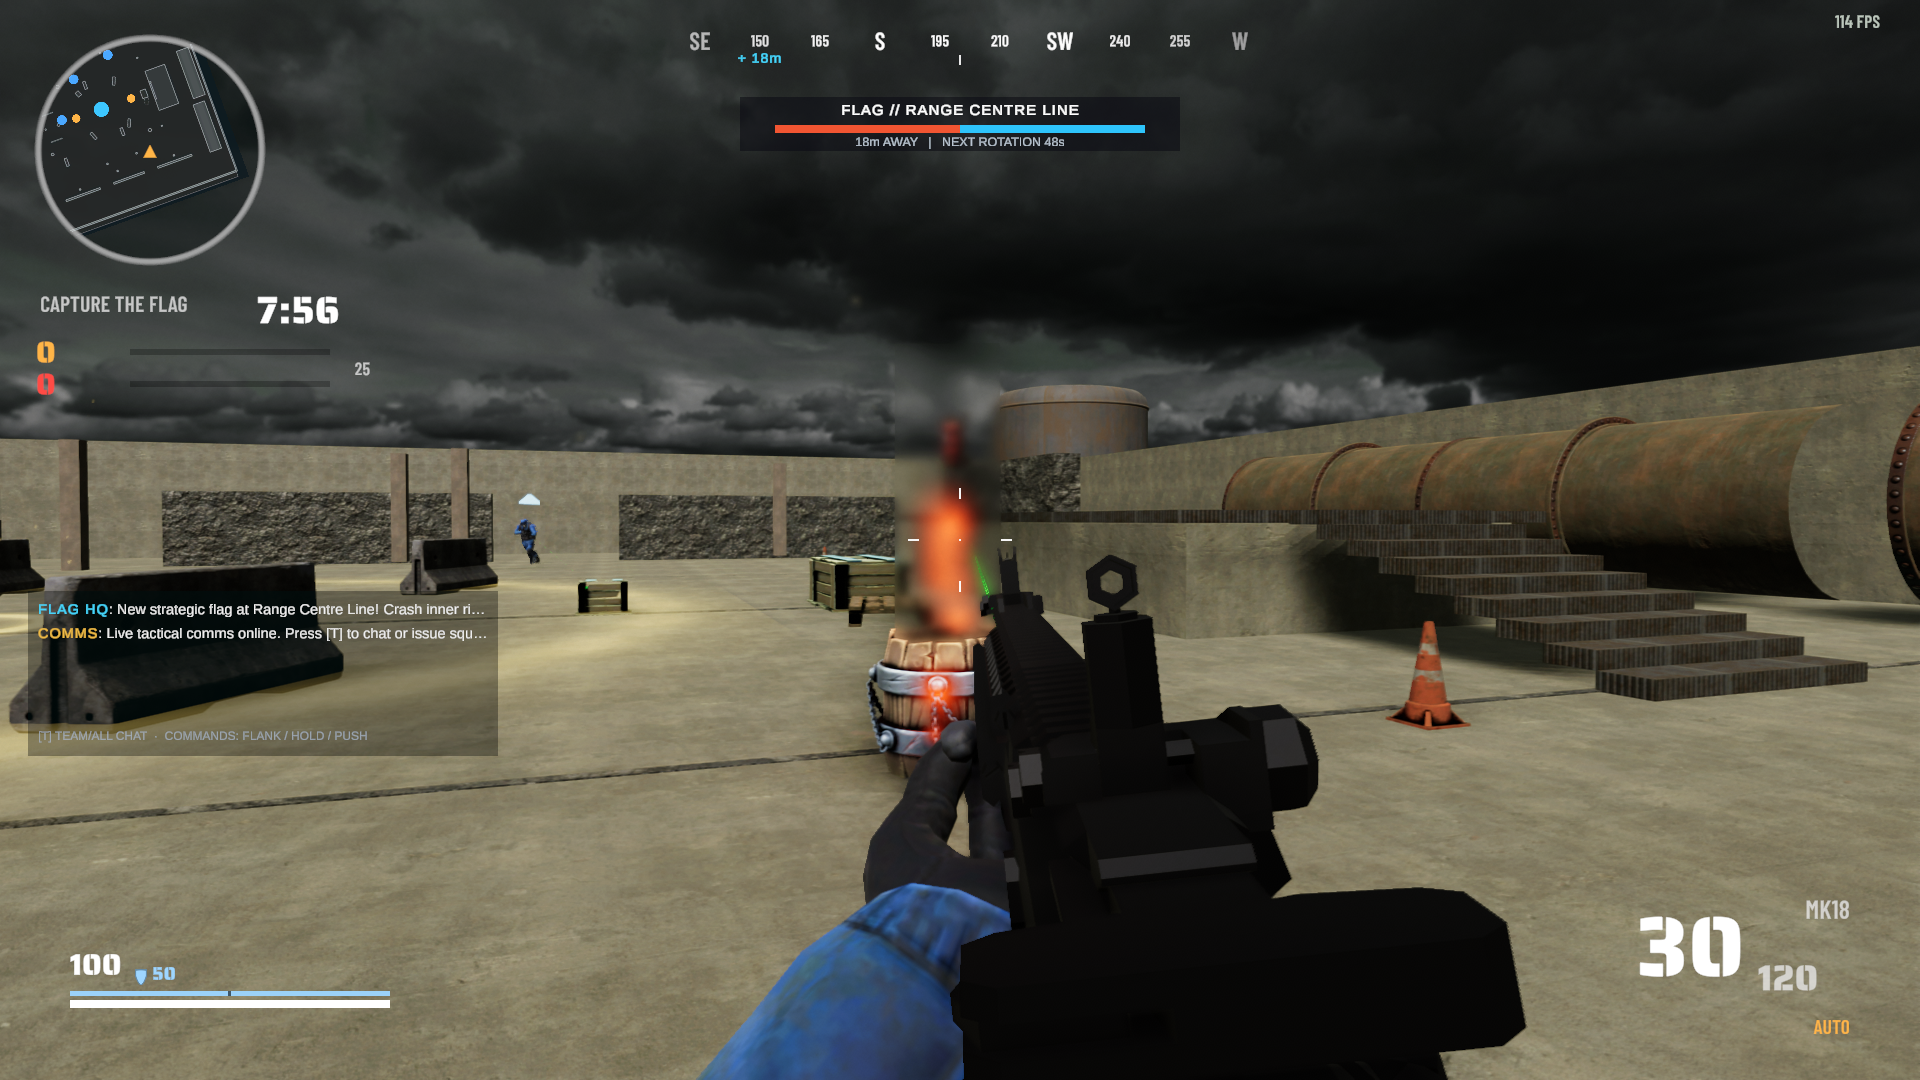 114 FPS
SE 150 165 S 195 210 SW 240 255 W
+ 18m
FLAG // RANGE CENTRE LINE
18m AWAY | NEXT ROTATION 48s
CAPTURE THE FLAG 7:56
0
25
0
FLAG HQ: New strategic flag at Range Centre Line! Crash inner ri...
COMMS: Live tactical comms online. Press [T] to chat or issue squ...
[T] TEAM/ALL CHAT · COMMANDS: FLANK / HOLD / PUSH
100 50
MK18
30 120
AUTO